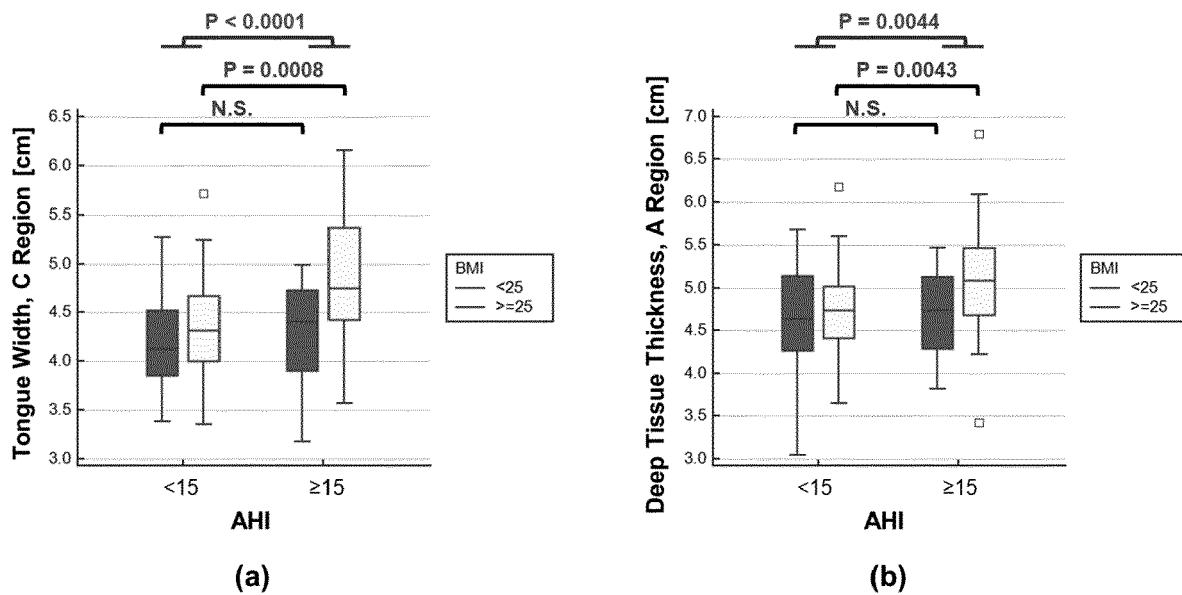 P < 0.0001
P = 0.0008
N.S.
Tongue Width, C Region [cm]
6.5
6.0
5.5
5.0
4.5
4.0
3.5
3.0
<15
≥15
AHI
BMI
<25
>=25
(a)
P = 0.0044
P = 0.0043
N.S.
Deep Tissue Thickness, A Region [cm]
7.0
6.5
6.0
5.5
5.0
4.5
4.0
3.5
3.0
<15
≥15
AHI
BMI
<25
>=25
(b)